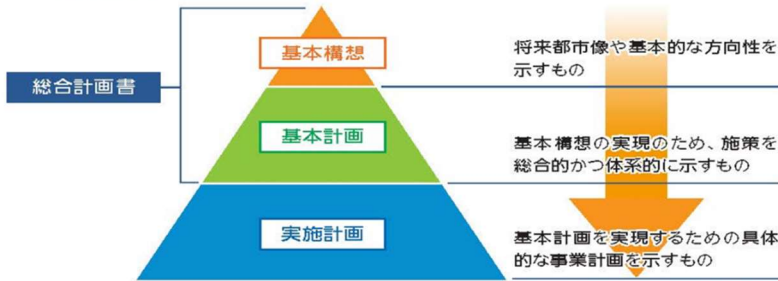 基本構想
将来都市像や基本的な方向性を
示すもの
総合計画書
基本計画
基本構想の実現のため、施策を
総合的かつ体系的に示すもの
実施計画
基本計画を実現するための具体
的な事業計画を示すもの